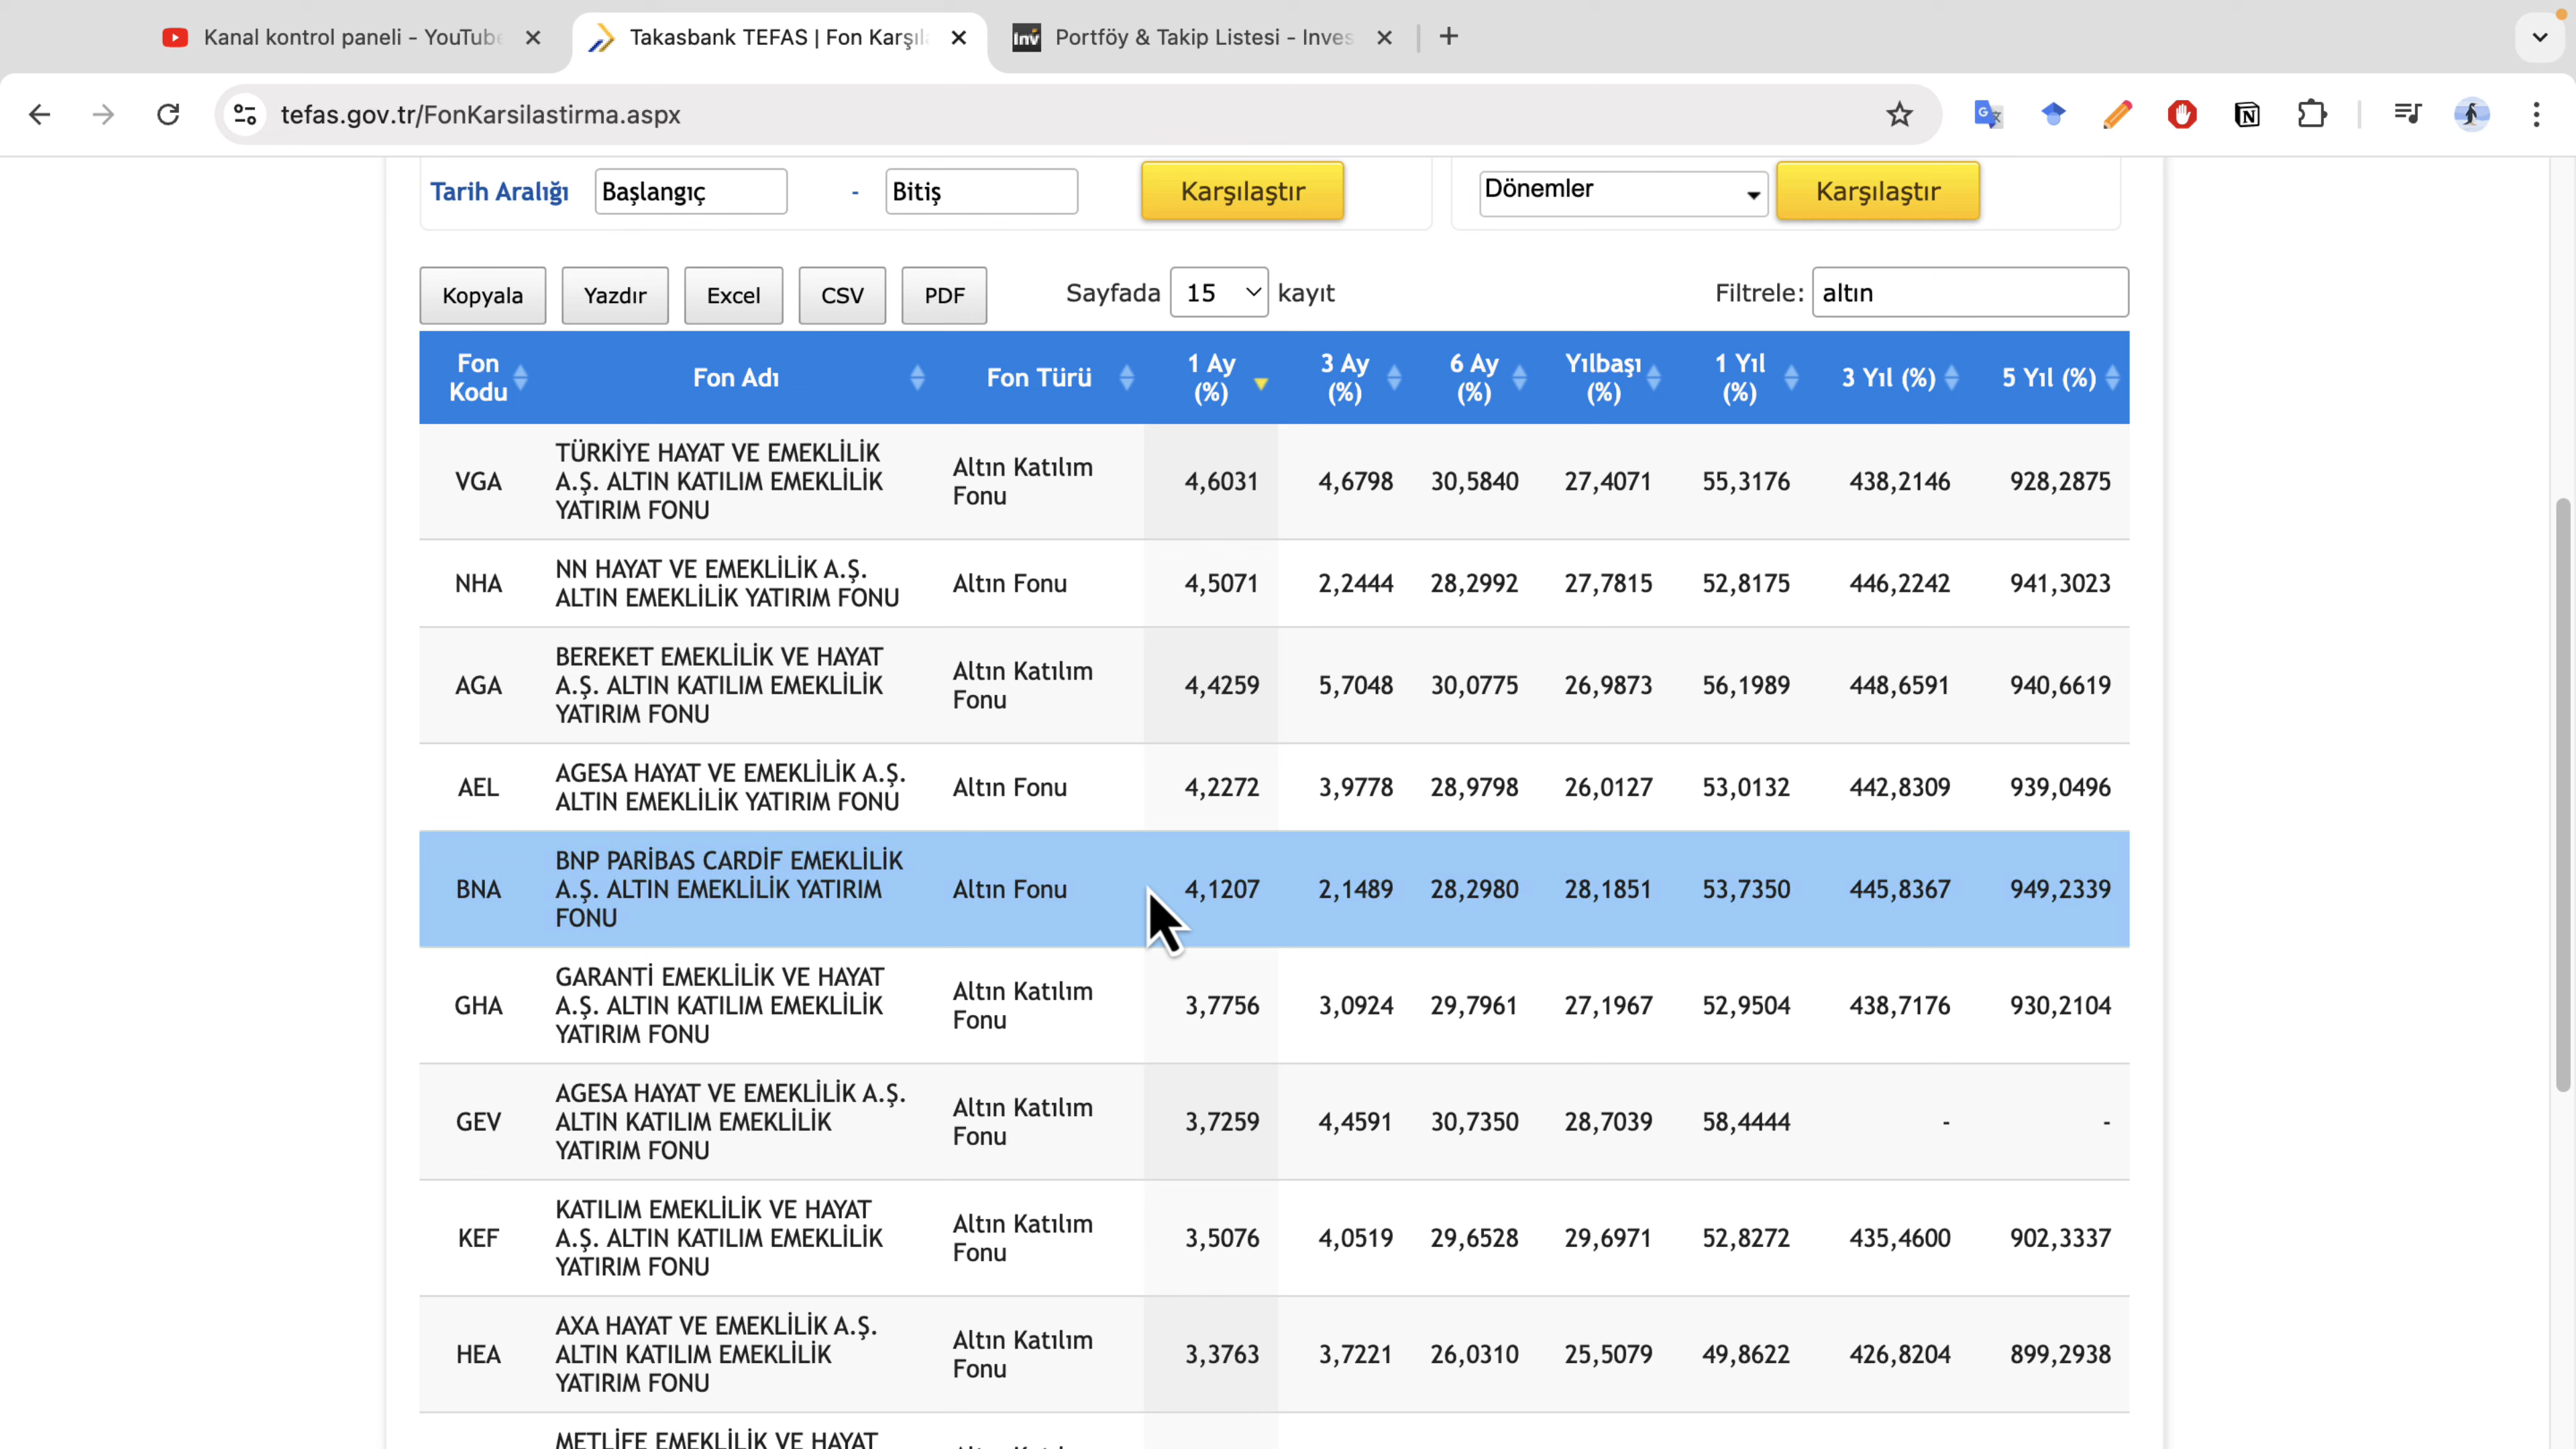 Kanal kontrol paneli - YouTube
Takasbank TEFAS | Fon Karşıla
Portföy & Takip Listesi - Inves
tefas.gov.tr/FonKarsilastirma.aspx
Tarih Aralığı Başlangıç - Bitiş Karşılaştır Dönemler Karşılaştır
Kopyala Yazdır Excel CSV PDF Sayfada 15 kayıt Filtrele: altın
Fon Kodu Fon Adı Fon Türü 1 Ay (%) 3 Ay (%) 6 Ay (%) Yılbaşı (%) 1 Yıl (%) 3 Yıl (%) 5 Yıl (%)
VGA TÜRKİYE HAYAT VE EMEKLİLİK A.Ş. ALTIN KATILIM EMEKLİLİK YATIRIM FONU Altın Katılım Fonu 4,6031 4,6798 30,5840 27,4071 55,3176 438,2146 928,2875
NHA NN HAYAT VE EMEKLİLİK A.Ş. ALTIN EMEKLİLİK YATIRIM FONU Altın Fonu 4,5071 2,2444 28,2992 27,7815 52,8175 446,2242 941,3023
AGA BEREKET EMEKLİLİK VE HAYAT A.Ş. ALTIN KATILIM EMEKLİLİK YATIRIM FONU Altın Katılım Fonu 4,4259 5,7048 30,0775 26,9873 56,1989 448,6591 940,6619
AEL AGESA HAYAT VE EMEKLİLİK A.Ş. ALTIN EMEKLİLİK YATIRIM FONU Altın Fonu 4,2272 3,9778 28,9798 26,0127 53,0132 442,8309 939,0496
BNA BNP PARİBAS CARDİF EMEKLİLİK A.Ş. ALTIN EMEKLİLİK YATIRIM FONU Altın Fonu 4,1207 2,1489 28,2980 28,1851 53,7350 445,8367 949,2339
GHA GARANTİ EMEKLİLİK VE HAYAT A.Ş. ALTIN KATILIM EMEKLİLİK YATIRIM FONU Altın Katılım Fonu 3,7756 3,0924 29,7961 27,1967 52,9504 438,7176 930,2104
GEV AGESA HAYAT VE EMEKLİLİK A.Ş. ALTIN KATILIM EMEKLİLİK YATIRIM FONU Altın Katılım Fonu 3,7259 4,4591 30,7350 28,7039 58,4444 - -
KEF KATILIM EMEKLİLİK VE HAYAT A.Ş. ALTIN KATILIM EMEKLİLİK YATIRIM FONU Altın Katılım Fonu 3,5076 4,0519 29,6528 29,6971 52,8272 435,4600 902,3337
HEA AXA HAYAT VE EMEKLİLİK A.Ş. ALTIN KATILIM EMEKLİLİK YATIRIM FONU Altın Katılım Fonu 3,3763 3,7221 26,0310 25,5079 49,8622 426,8204 899,2938
METLİFE EMEKLİLİK VE HAYAT